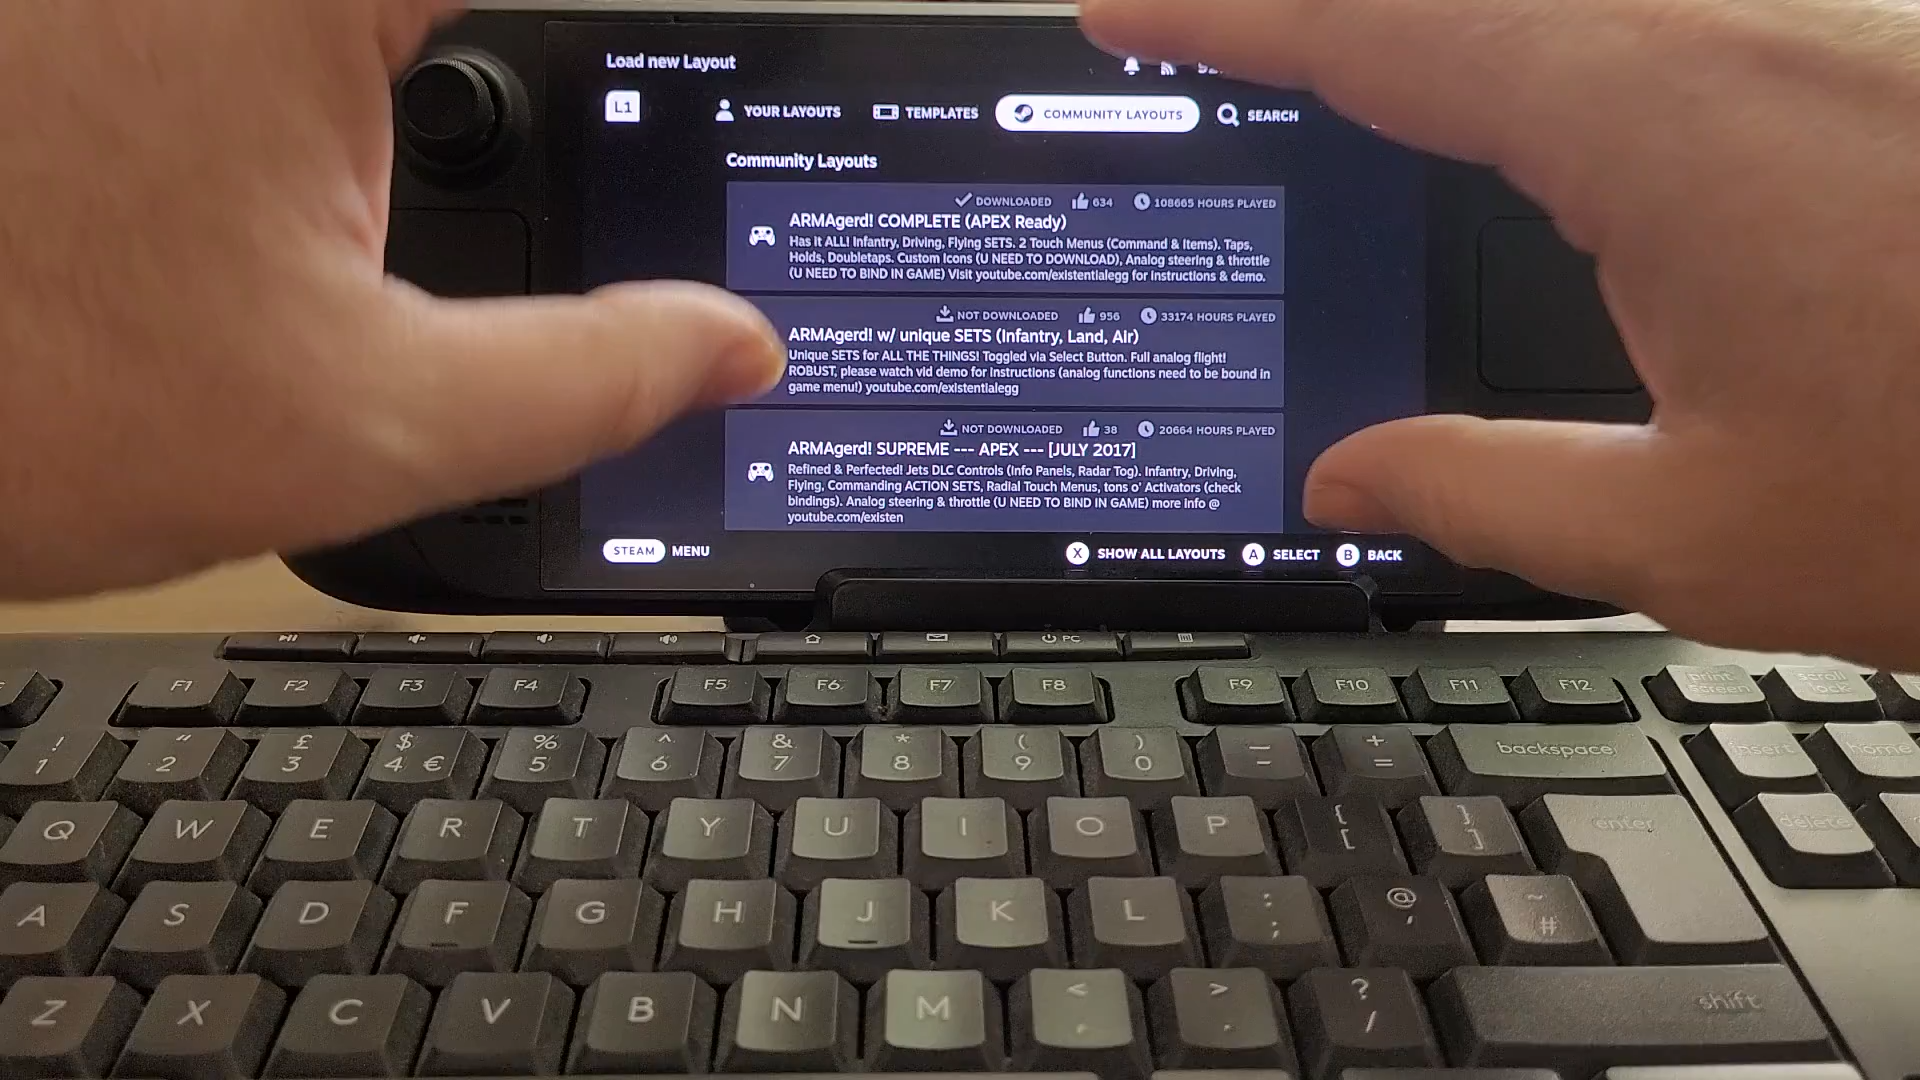 Load new Layout
L1
YOUR LAYOUTS
TEMPLATES
COMMUNITY LAYOUTS
SEARCH
Community Layouts
DOWNLOADED 634 108665 HOURS PLAYED
ARMAgerd! COMPLETE (APEX Ready)
Has it ALL! Infantry, Driving, Flying SETS. 2 Touch Menus (Command & Items). Taps,
Holds, Doubletaps. Custom Icons (U NEED TO DOWNLOAD), Analog steering & throttle
(U NEED TO BIND IN GAME) Visit youtube.com/existentialegg for instructions & demo.
NOT DOWNLOADED 956 33174 HOURS PLAYED
ARMAgerd! w/ unique SETS (Infantry, Land, Air)
Unique SETS for ALL THE THINGS! Toggled via Select Button. Full analog flight!
ROBUST, please watch vid demo for instructions (analog functions need to be bound in
game menu!) youtube.com/existentialegg
NOT DOWNLOADED 38 20664 HOURS PLAYED
ARMAgerd! SUPREME --- APEX --- [JULY 2017]
Refined & Perfected! Jets DLC Controls (Info Panels, Radar Tog). Infantry, Driving,
Flying, Commanding ACTION SETS, Radial Touch Menus, tons o' Activators (check
bindings). Analog steering & throttle (U NEED TO BIND IN GAME) more info @
youtube.com/existen
STEAM MENU
X SHOW ALL LAYOUTS A SELECT B BACK
PC
F1 F2 F3 F4 F5 F6 F7 F8 F9 F10 F11 F12 print screen scroll lock
! 1 " 2 £ 3 $ 4 € % 5 ^ 6 & 7 * 8 ( 9 ) 0 _ - + = backspace insert home
Q W E R T Y U I O P { [ } ] enter delete
A S D F G H J K L : ; @ ' ~ #
Z X C V B N M < , > . ? / shift